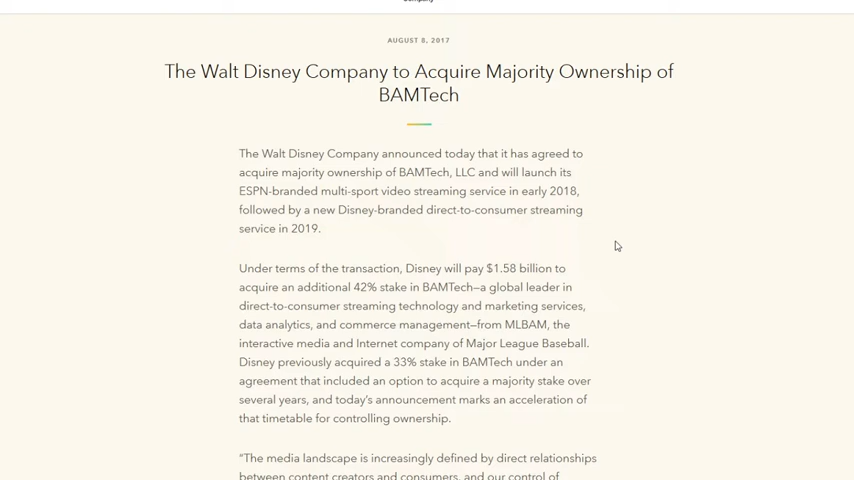 Company
AUGUST 8, 2017
The Walt Disney Company to Acquire Majority Ownership of
BAMTech
The Walt Disney Company announced today that it has agreed to
acquire majority ownership of BAMTech, LLC and will launch its
ESPN-branded multi-sport video streaming service in early 2018,
followed by a new Disney-branded direct-to-consumer streaming
service in 2019.
Under terms of the transaction, Disney will pay $1.58 billion to
acquire an additional 42% stake in BAMTech—a global leader in
direct-to-consumer streaming technology and marketing services,
data analytics, and commerce management—from MLBAM, the
interactive media and Internet company of Major League Baseball.
Disney previously acquired a 33% stake in BAMTech under an
agreement that included an option to acquire a majority stake over
several years, and today's announcement marks an acceleration of
that timetable for controlling ownership.
"The media landscape is increasingly defined by direct relationships
between content creators and consumers, and our control of